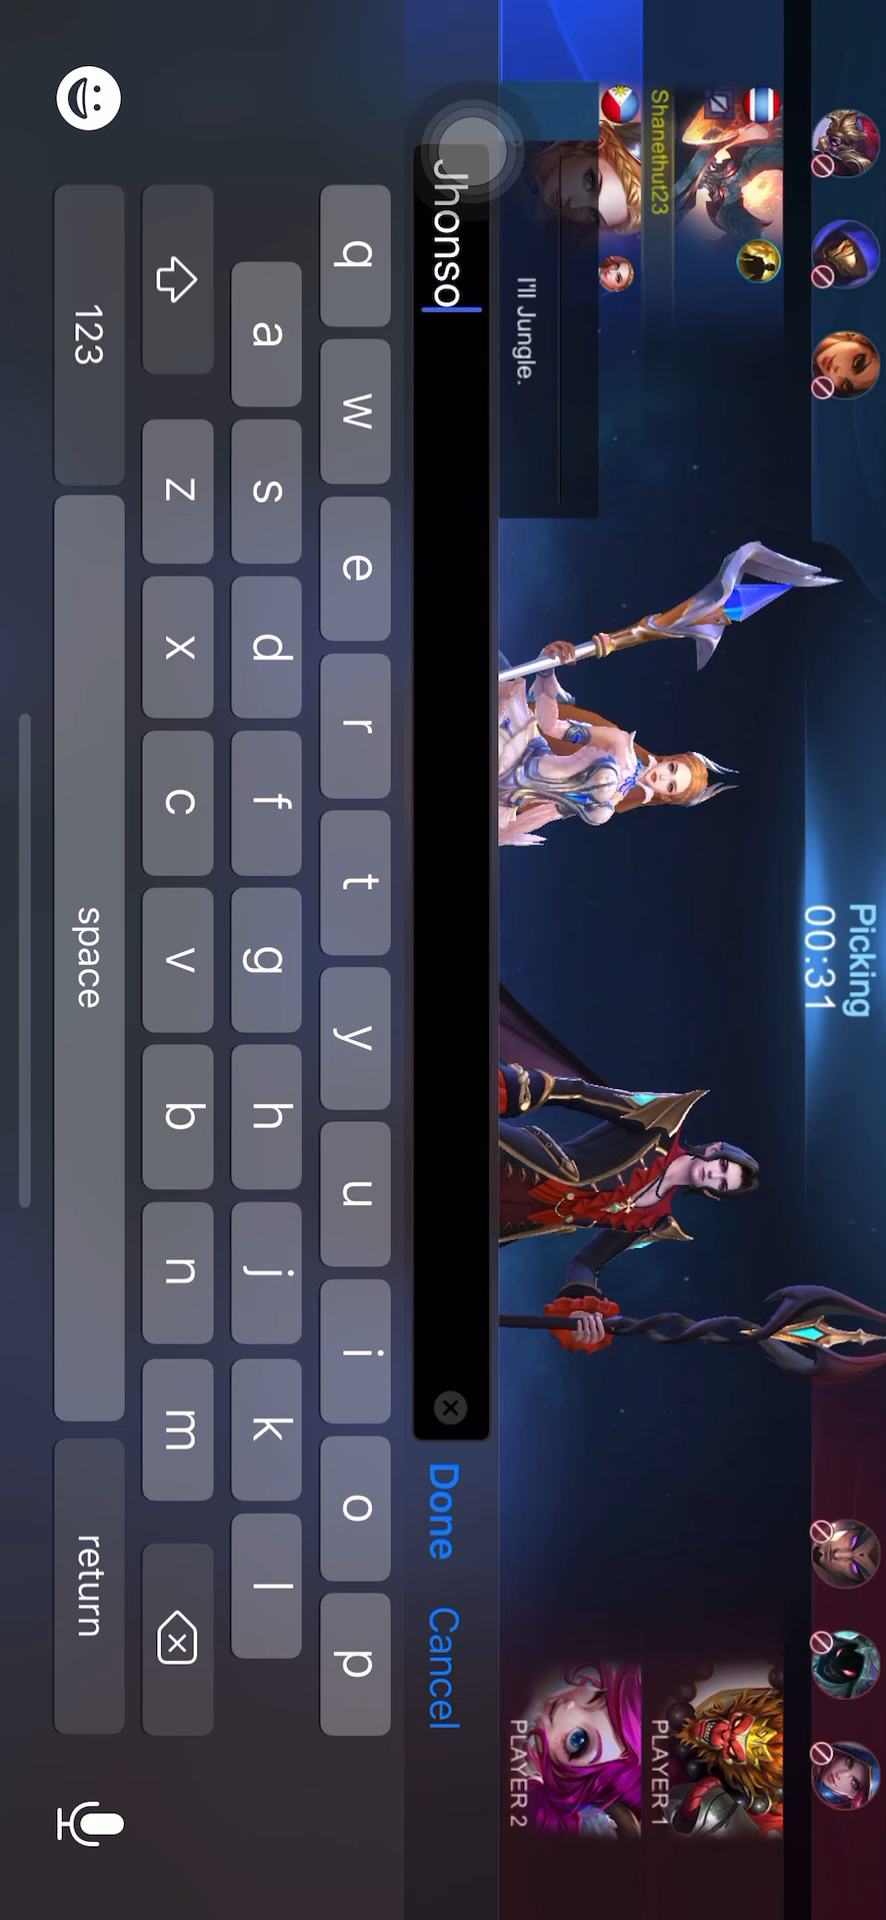 Picking
00:31
Shanethut23
PLAYER 1
I'll Jungle.
PLAYER 2
Jhonso
Done
Cancel
q w e r t y u i o p
a s d f g h j k l
z x c v b n m
123
space
return